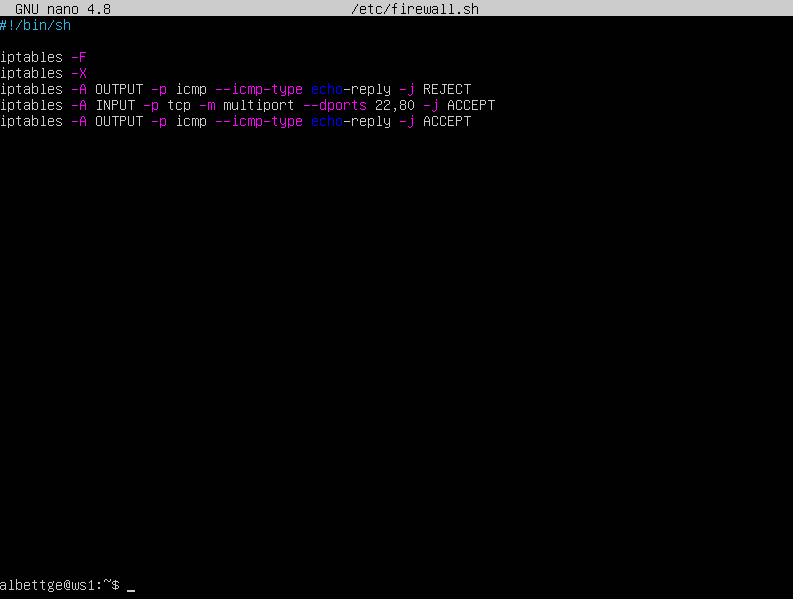 GNU nano 4.8 /etc/firewall.sh
#!/bin/sh
iptables -F
iptables -X
iptables -A OUTPUT -p icmp --icmp-type echo-reply -j REJECT
iptables -A INPUT -p tcp -m multiport --dports 22,80 -j ACCEPT
iptables -A OUTPUT -p icmp --icmp-type echo-reply -j ACCEPT
albettge@ws1:~$ _